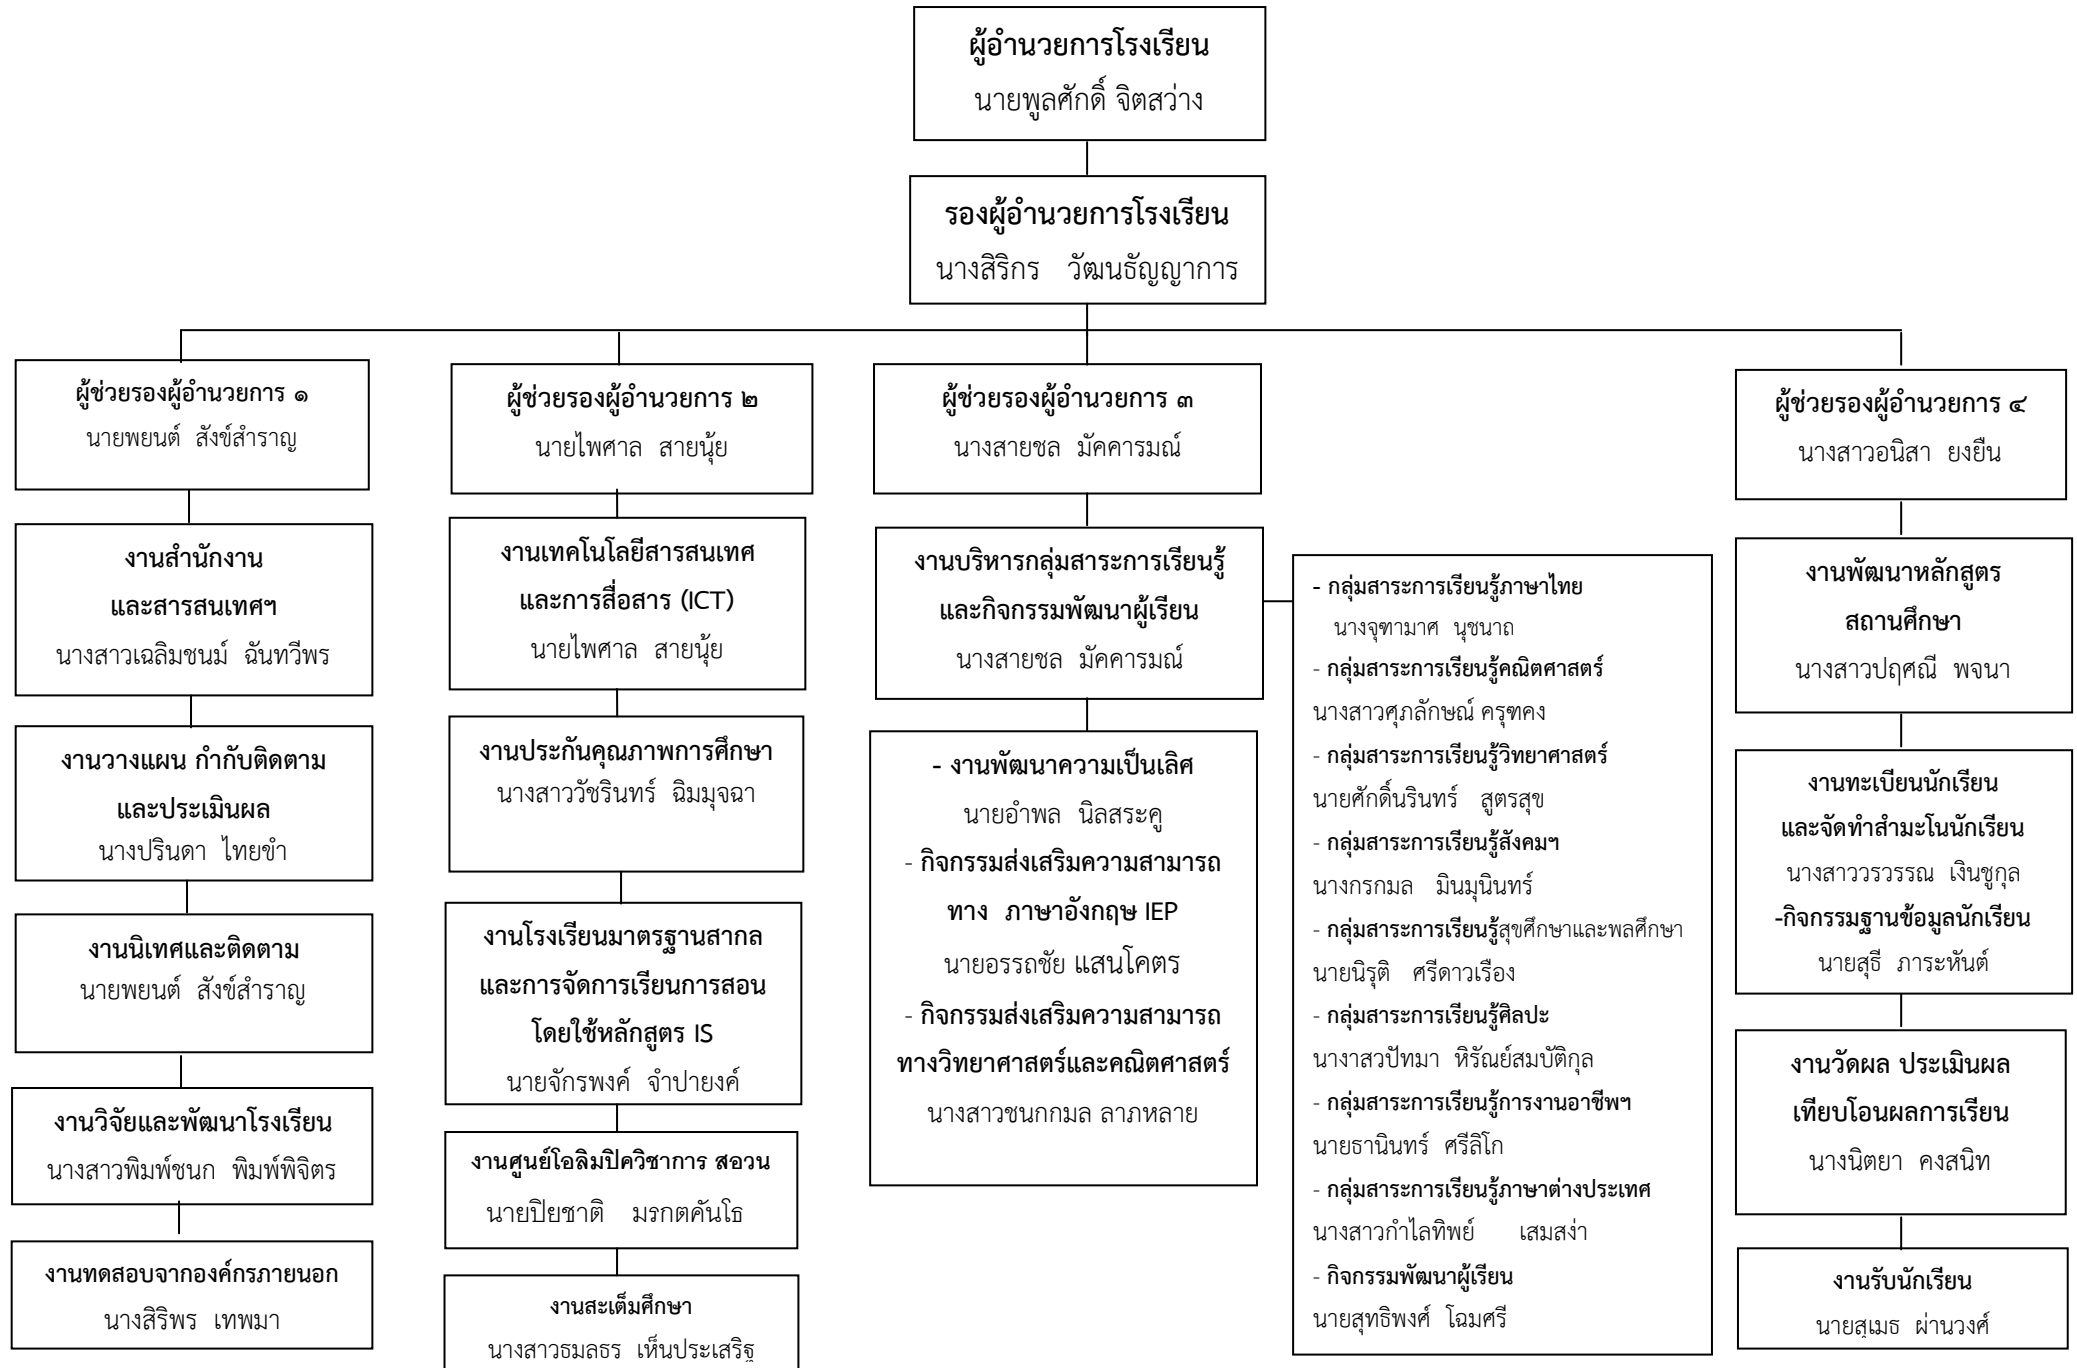 ผู้อำนวยการโรงเรียน
นายพูลศักดิ์ จิตสว่าง
รองผู้อำนวยการโรงเรียน
นางสิริกร วัฒนธัญญาการ
ผู้ช่วยรองผู้อำนวยการ ๑
นายพยนต์ สังข์สำราญ
งานสำนักงาน
และสารสนเทศฯ
นางสาวเฉลิมชนม์ ฉันทวีพร
งานวางแผน กำกับติดตาม
และประเมินผล
นางปรินดา ไทยขำ
งานนิเทศและติดตาม
นายพยนต์ สังข์สำราญ
งานวิจัยและพัฒนาโรงเรียน
นางสาวพิมพ์ชนก พิมพ์พิจิตร
งานทดสอบจากองค์กรภายนอก
นางสิริพร เทพมา
ผู้ช่วยรองผู้อำนวยการ ๒
นายไพศาล สายนุ้ย
งานเทคโนโลยีสารสนเทศ
และการสื่อสาร (ICT)
นายไพศาล สายนุ้ย
งานประกันคุณภาพการศึกษา
นางสาววัชรินทร์ ฉิมมุจฉา
งานโรงเรียนมาตรฐานสากล
และการจัดการเรียนการสอน
โดยใช้หลักสูตร IS
นายจักรพงค์ จำปายงค์
งานศูนย์โอลิมปิควิชาการ สอวน
นายปิยชาติ มรกตคันโธ
งานสะเต็มศึกษา
นางสาวธมลธร เห็นประเสริฐ
ผู้ช่วยรองผู้อำนวยการ ๓
นางสายชล มัคคารมณ์
งานบริหารกลุ่มสาระการเรียนรู้
และกิจกรรมพัฒนาผู้เรียน
นางสายชล มัคคารมณ์
- งานพัฒนาความเป็นเลิศ
นายอำพล นิลสระคู
- กิจกรรมส่งเสริมความสามารถ
ทาง ภาษาอังกฤษ IEP
นายอรรถชัย แสนโคตร
- กิจกรรมส่งเสริมความสามารถ
ทางวิทยาศาสตร์และคณิตศาสตร์
นางสาวชนกกมล ลาภหลาย
- กลุ่มสาระการเรียนรู้ภาษาไทย
นางจุฑามาศ นุชนาถ
- กลุ่มสาระการเรียนรู้คณิตศาสตร์
นางสาวศุภลักษณ์ ครุฑคง
- กลุ่มสาระการเรียนรู้วิทยาศาสตร์
นายศักดิ์นรินทร์ สูตรสุข
- กลุ่มสาระการเรียนรู้สังคมฯ
นางกรกมล มินมุนินทร์
- กลุ่มสาระการเรียนรู้สุขศึกษาและพลศึกษา
นายนิรุติ ศรีดาวเรือง
- กลุ่มสาระการเรียนรู้ศิลปะ
นางาสวปัทมา หิรัณย์สมบัติกุล
- กลุ่มสาระการเรียนรู้การงานอาชีพฯ
นายธานินทร์ ศรีลิโก
- กลุ่มสาระการเรียนรู้ภาษาต่างประเทศ
นางสาวกำไลทิพย์ เสมสง่า
- กิจกรรมพัฒนาผู้เรียน
นายสุทธิพงศ์ โฉมศรี
ผู้ช่วยรองผู้อำนวยการ ๔
นางสาวอนิสา ยงยืน
งานพัฒนาหลักสูตร
สถานศึกษา
นางสาวปฤศณี พจนา
งานทะเบียนนักเรียน
และจัดทำสำมะโนนักเรียน
นางสาววรวรรณ เงินชูกุล
-กิจกรรมฐานข้อมูลนักเรียน
นายสุธี ภาระหันต์
งานวัดผล ประเมินผล
เทียบโอนผลการเรียน
นางนิตยา คงสนิท
งานรับนักเรียน
นายสุเมธ ผ่านวงศ์